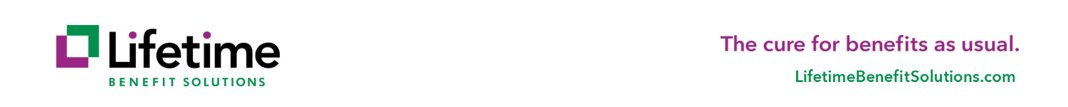 Lifetime
BENEFIT SOLUTIONS
The cure for benefits as usual.
LifetimeBenefitSolutions.com